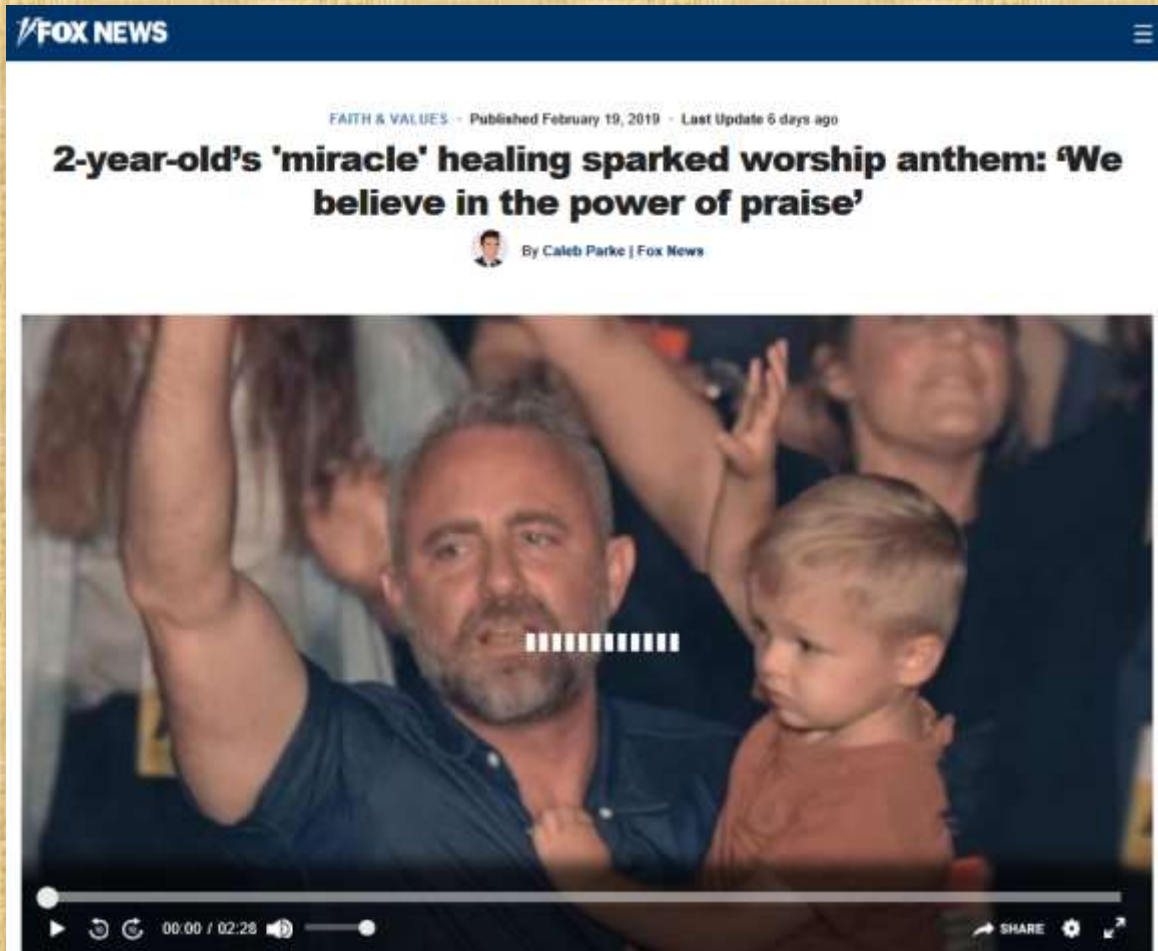 FOX NEWS
FAITH & VALUES · Published February 19, 2019 · Last Update 6 days ago
2-year-old’s 'miracle' healing sparked worship anthem: ‘We
believe in the power of praise’
By Caleb Parke | Fox News
00:00 / 02:28
SHARE